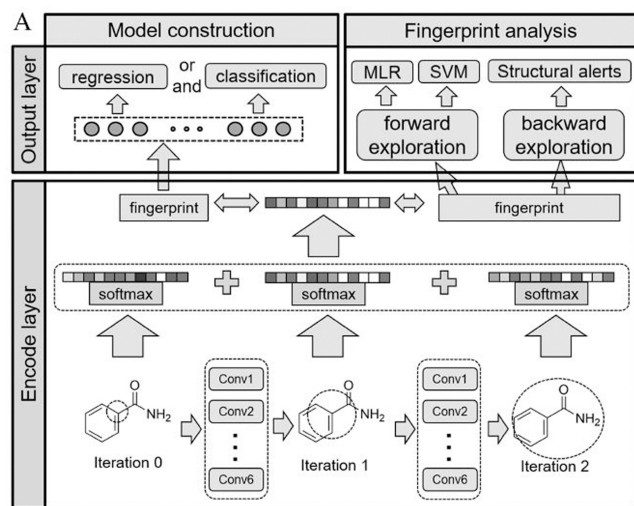 A
Model construction
Fingerprint analysis
Output layer
regression
or
and
classification
MLR
SVM
Structural alerts
forward
exploration
backward
exploration
Encode layer
fingerprint
fingerprint
softmax
softmax
softmax
O
NH2
Iteration 0
Conv1
Conv2
Conv6
O
NH2
Iteration 1
Conv1
Conv2
Conv6
O
NH2
Iteration 2